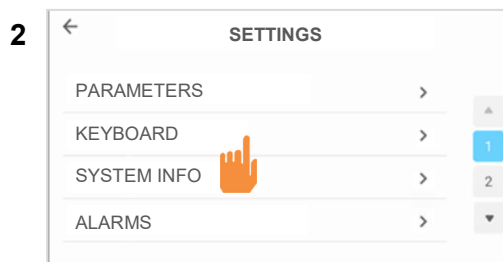 2
SETTINGS
PARAMETERS
KEYBOARD
1
SYSTEM INFO
2
ALARMS